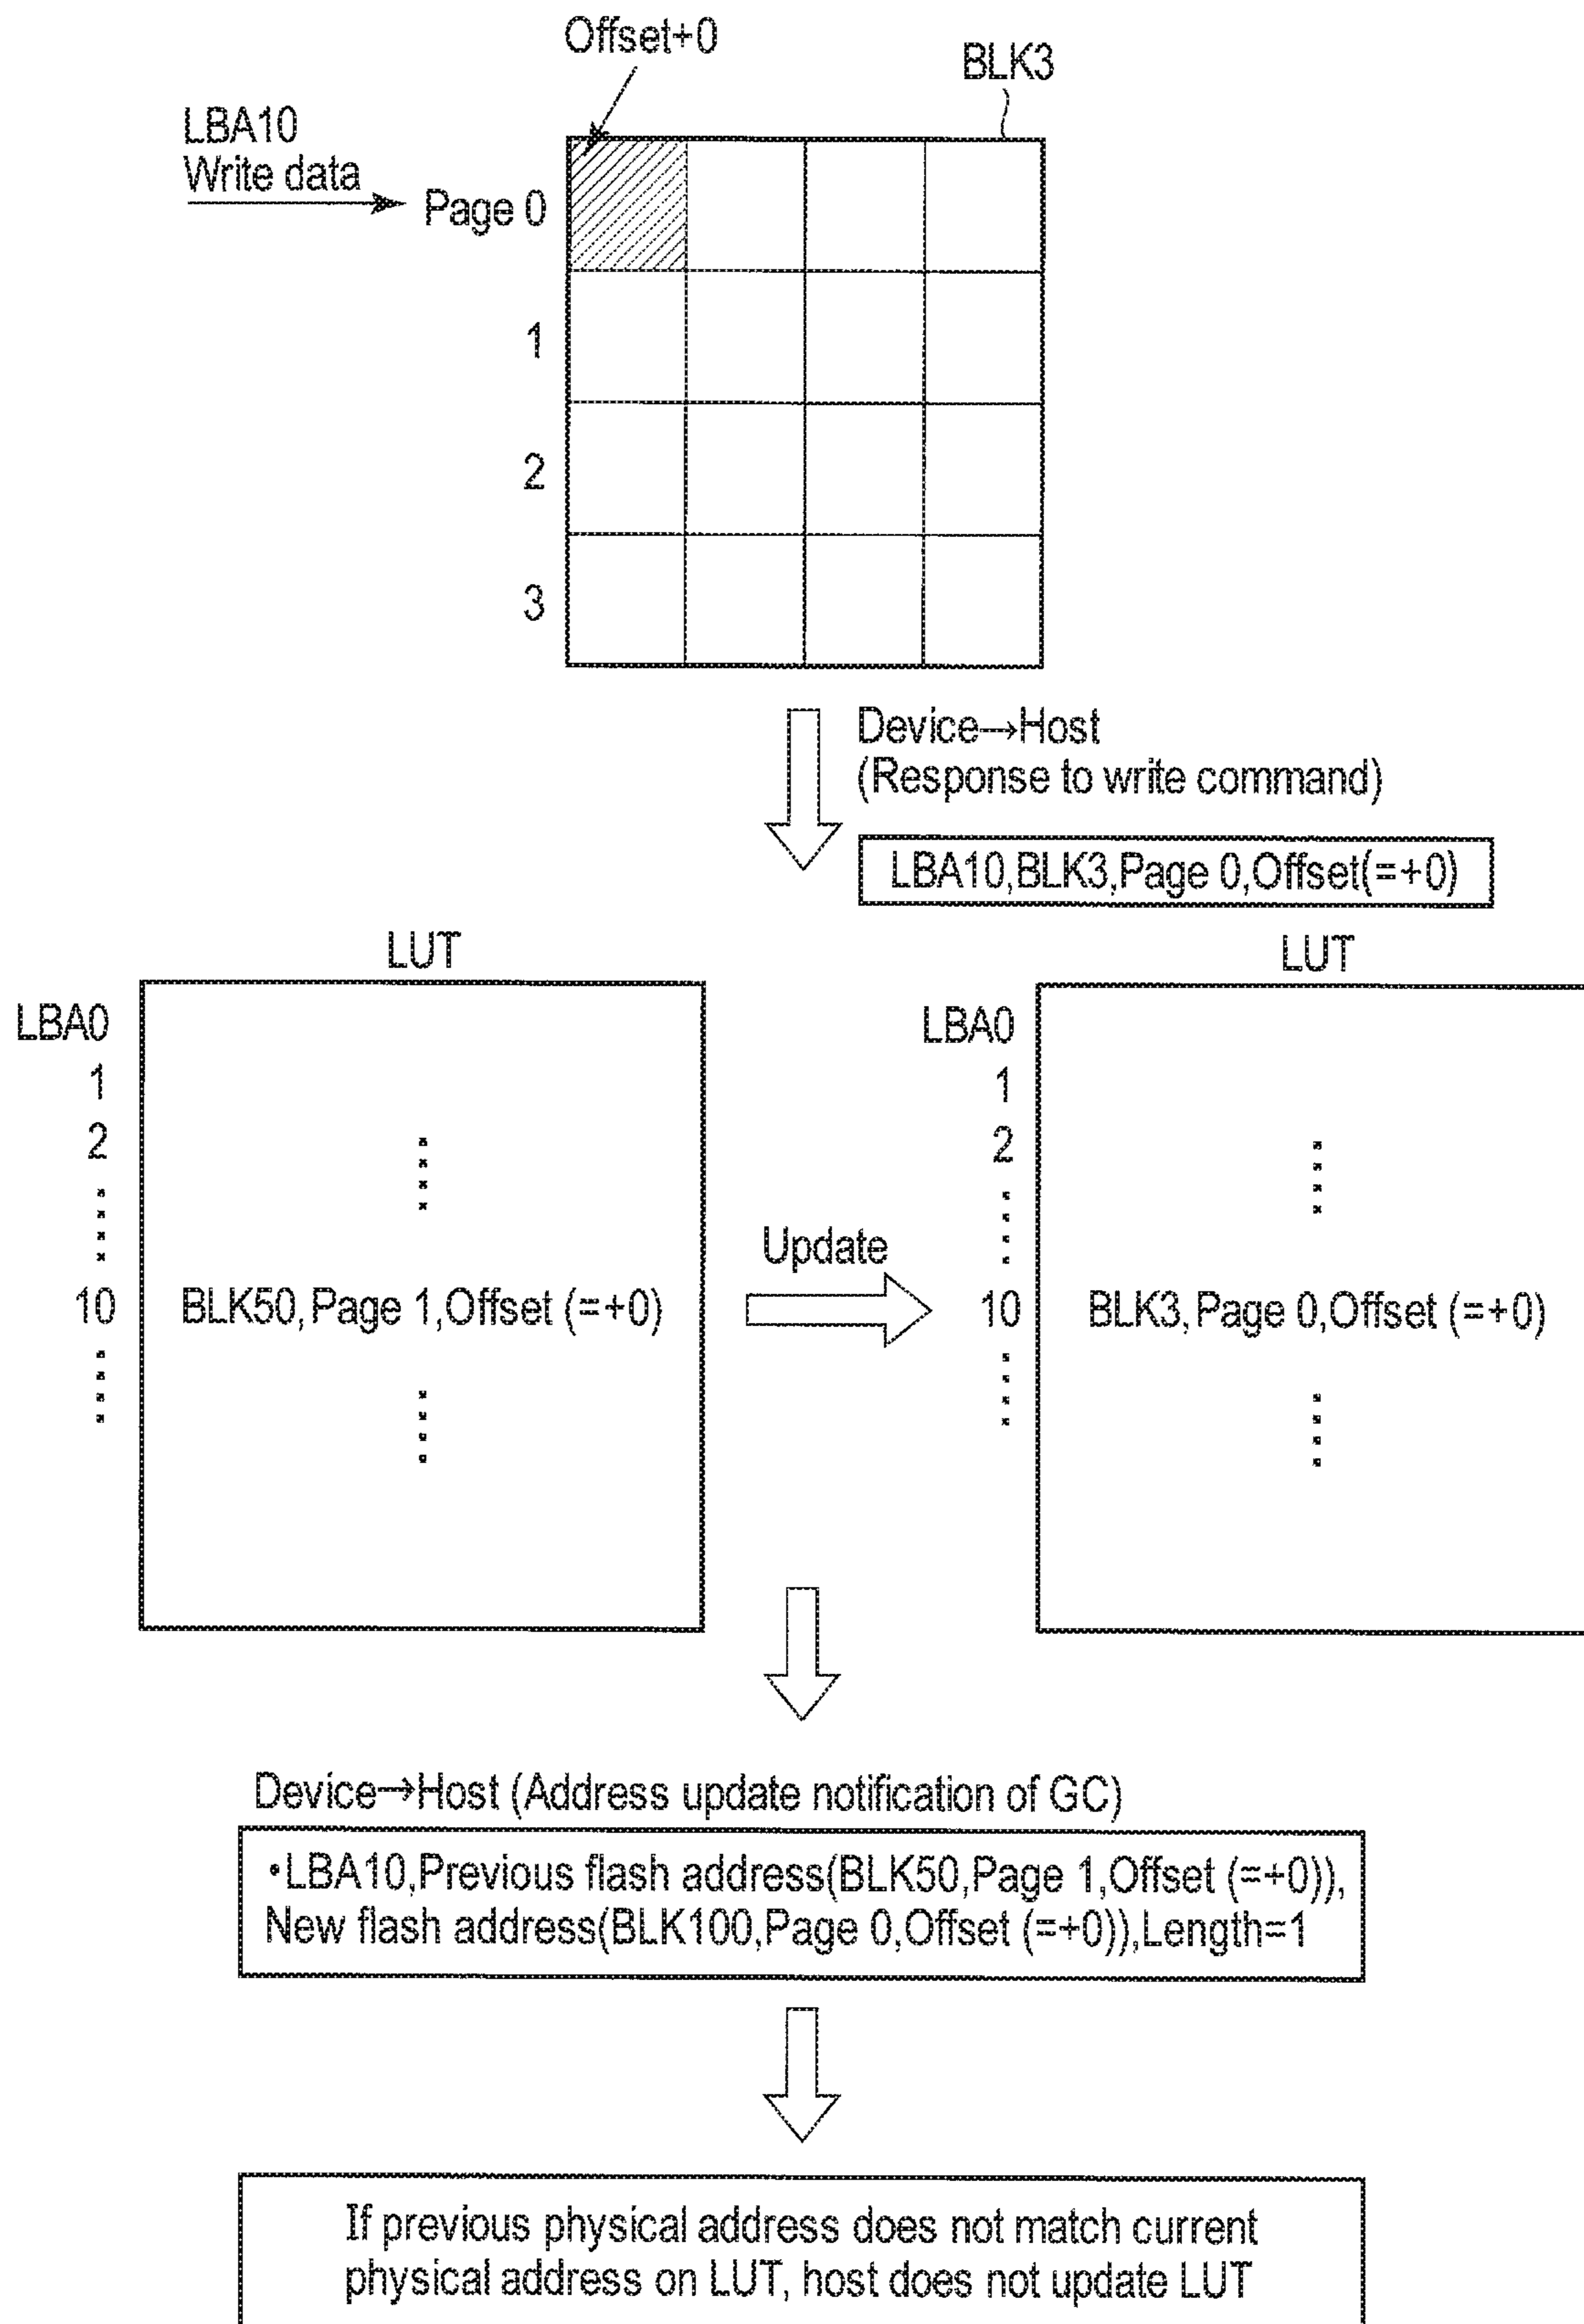 Offset+0
BLK3
LBA10
Write data
Page 0
1
2
3
Device→Host
(Response to write command)
LBA10,BLK3,Page 0,Offset(=+0)
LUT
LBA0
1
2
10
BLK50,Page 1,Offset (=+0)
Update
LUT
LBA0
1
2
10
BLK3,Page 0,Offset (=+0)
Device→Host (Address update notification of GC)
•LBA10,Previous flash address(BLK50,Page 1,Offset (=+0)),
New flash address(BLK100,Page 0,Offset (=+0)),Length=1
If previous physical address does not match current
physical address on LUT, host does not update LUT